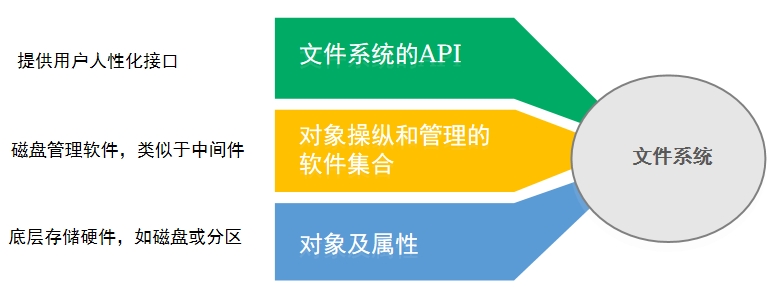 提供用户人性化接口
文件系统的API
磁盘管理软件，类似于中间件
对象操纵和管理的
软件集合
文件系统
底层存储硬件，如磁盘或分区
对象及属性